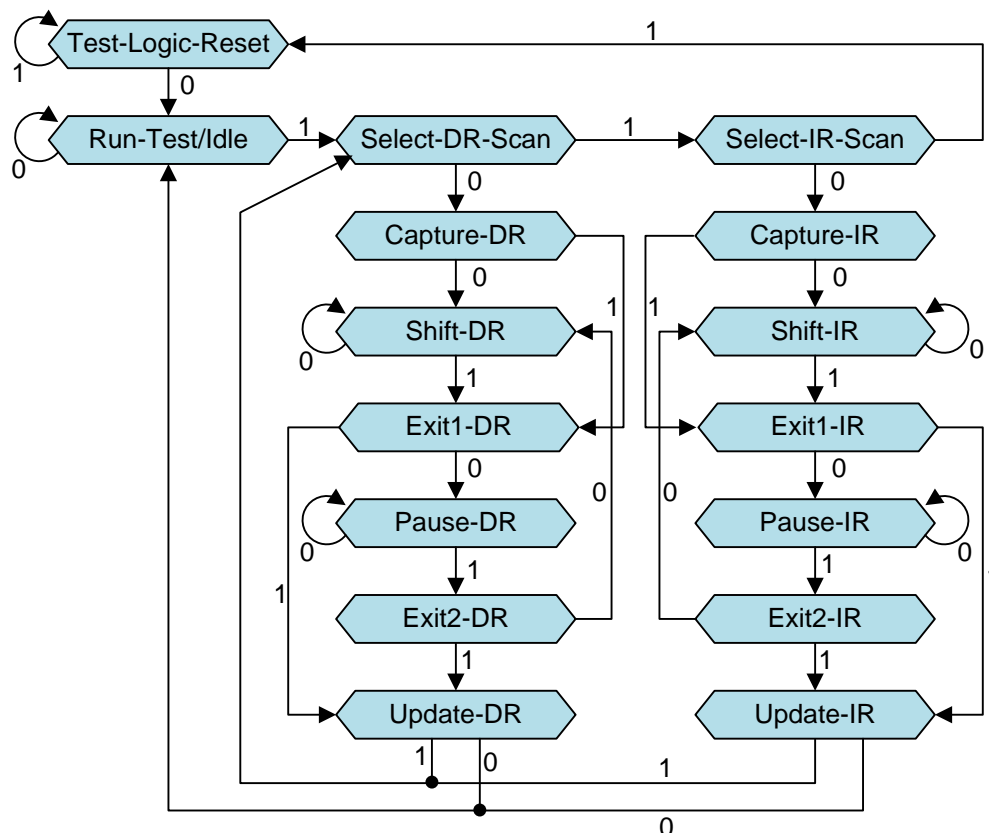 1
Test-Logic-Reset
1
0
Run-Test/Idle
1
Select-DR-Scan
1
Select-IR-Scan
0
0
0
Capture-DR
Capture-IR
0
1
1
0
Shift-DR
Shift-IR
0
0
1
1
Exit1-DR
Exit1-IR
0
0
0
0
Pause-DR
Pause-IR
0
0
1
1
1
Exit2-DR
Exit2-IR
1
1
Update-DR
Update-IR
1
0
1
0